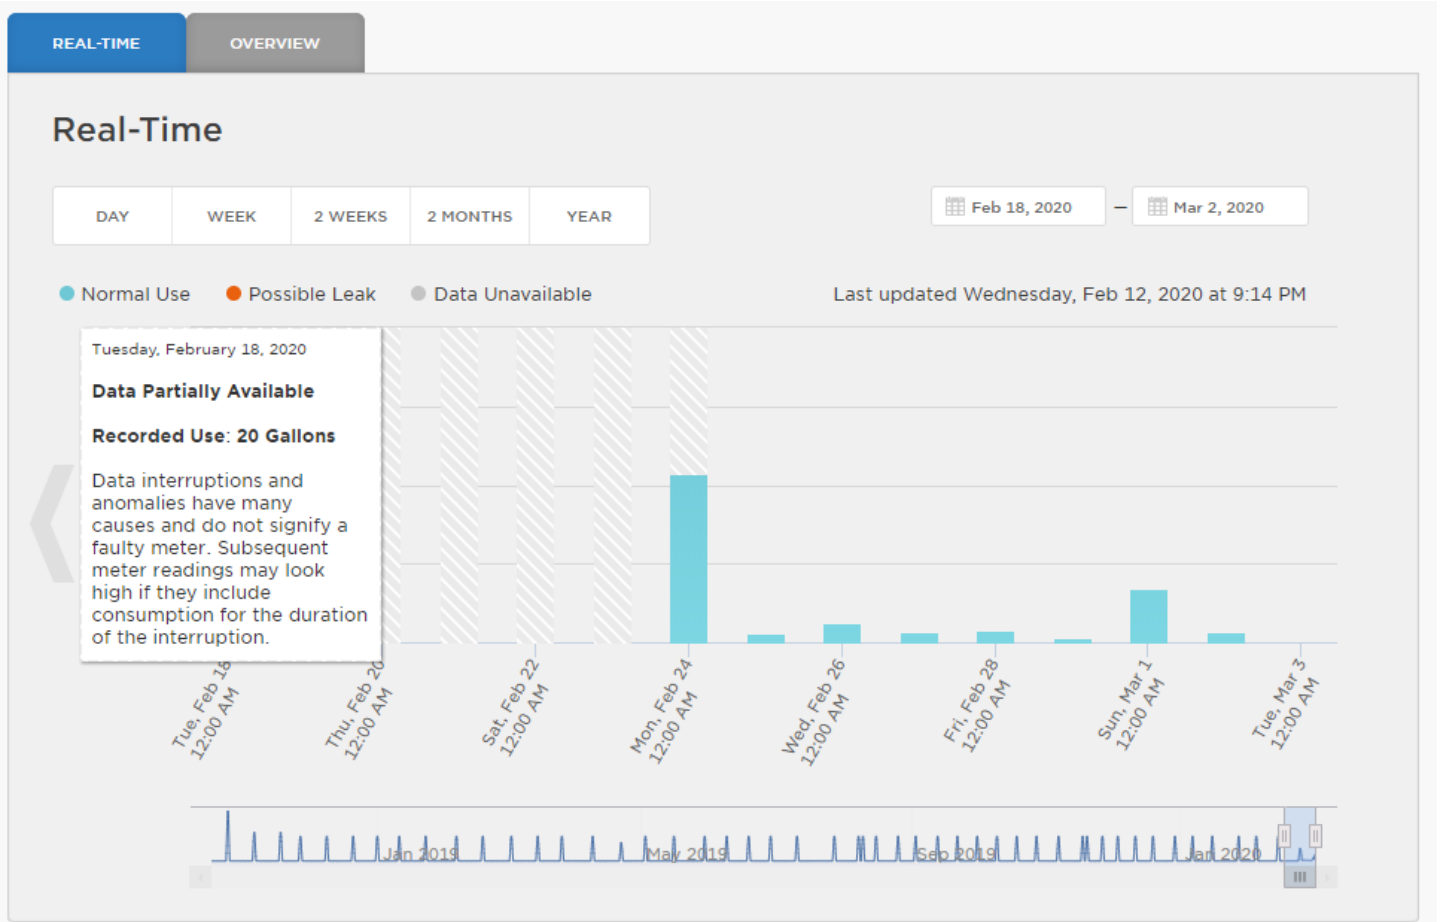 REAL-TIME
OVERVIEW
Real-Time
DAY
WEEK
2 WEEKS
2 MONTHS
YEAR
Feb 18, 2020
–
Mar 2, 2020
Normal Use
Possible Leak
Data Unavailable
Last updated Wednesday, Feb 12, 2020 at 9:14 PM
Tuesday, February 18, 2020
Data Partially Available
Recorded Use: 20 Gallons
Data interruptions and
anomalies have many
causes and do not signify a
faulty meter. Subsequent
meter readings may look
high if they include
consumption for the duration
of the interruption.
Tue, Feb 18
12:00 AM
Thu, Feb 20
12:00 AM
Sat, Feb 22
12:00 AM
Mon, Feb 24
12:00 AM
Wed, Feb 26
12:00 AM
Fri, Feb 28
12:00 AM
Sun, Mar 1
12:00 AM
Tue, Mar 3
12:00 AM
Jan 2019
May 2019
Sep 2019
Jan 2020